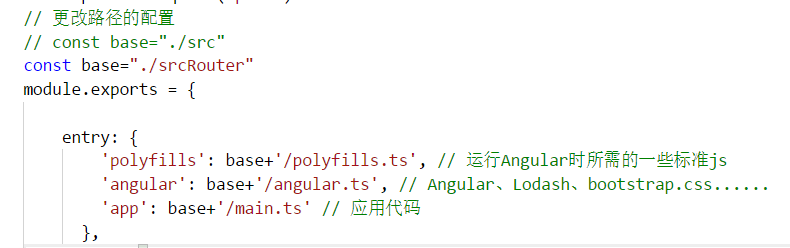 // 更改路径的配置
// const base="./src"
const base="./srcRouter"
module.exports = {
entry: {
'polyfills': base+'/polyfills.ts', // 运行Angular时所需的一些标准js
'angular': base+'/angular.ts', // Angular、Lodash、bootstrap.css......
'app': base+'/main.ts' // 应用代码
},